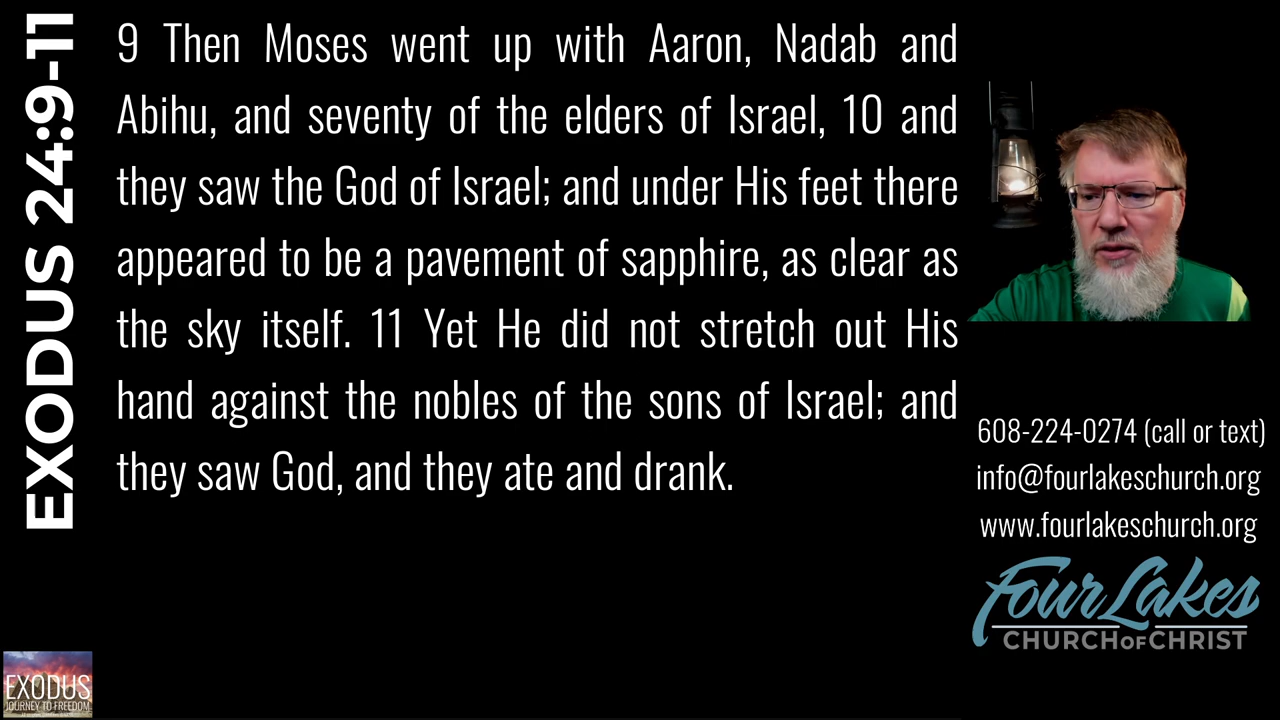 EXODUS 24:9-11
9 Then Moses went up with Aaron, Nadab and
Abihu, and seventy of the elders of Israel, 10 and
they saw the God of Israel; and under His feet there
appeared to be a pavement of sapphire, as clear as
the sky itself. 11 Yet He did not stretch out His
hand against the nobles of the sons of Israel; and
they saw God, and they ate and drank.
608-224-0274 (call or text)
info@fourlakeschurch.org
www.fourlakeschurch.org
Four Lakes
CHURCH OF CHRIST
EXODUS
JOURNEY TO FREEDOM